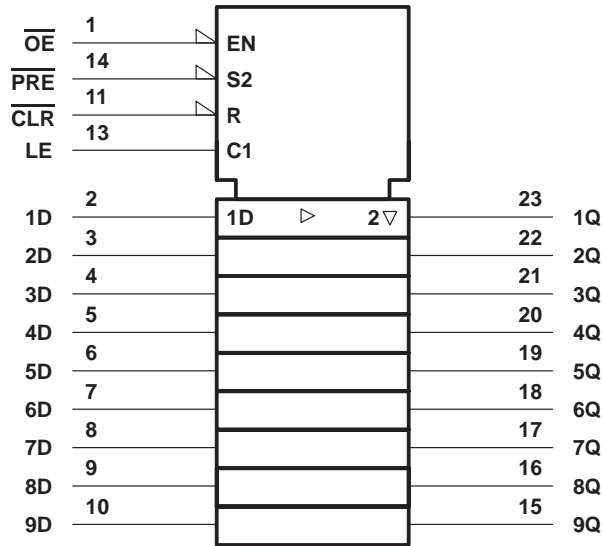 OE 1 EN
PRE 14 S2
CLR 11 R
LE 13 C1
1D 2 1D 2 23 1Q
2D 3 22 2Q
3D 4 21 3Q
4D 5 20 4Q
5D 6 19 5Q
6D 7 18 6Q
7D 8 17 7Q
8D 9 16 8Q
9D 10 15 9Q